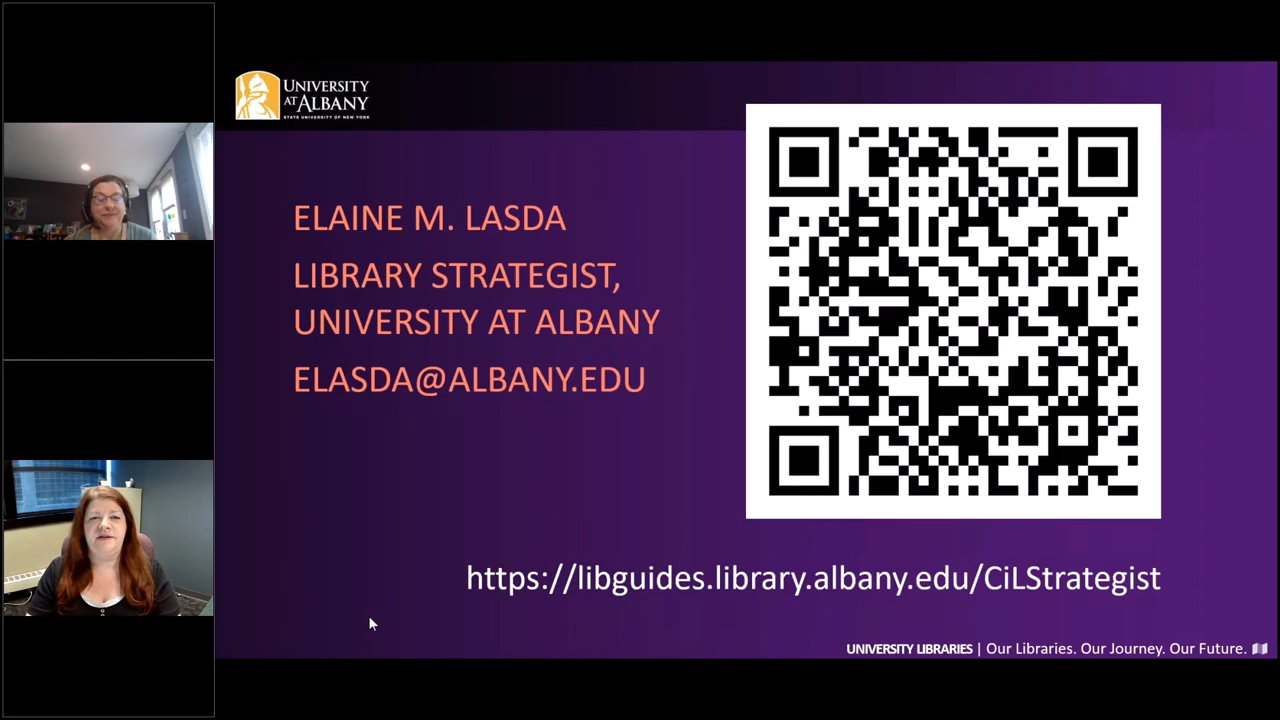 UNIVERSITY
AT ALBANY
STATE UNIVERSITY OF NEW YORK
ELAINE M. LASDA
LIBRARY STRATEGIST,
UNIVERSITY AT ALBANY
ELASDA@ALBANY.EDU
https://libguides.library.albany.edu/CiLStrategist
UNIVERSITY LIBRARIES | Our Libraries. Our Journey. Our Future.